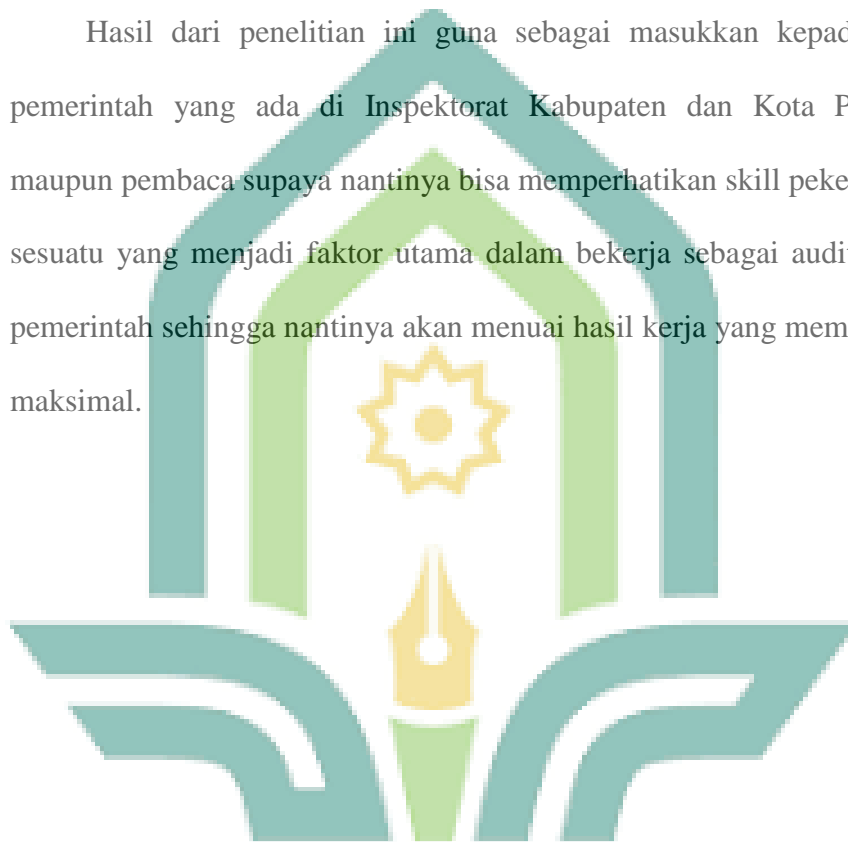 Hasil dari penelitian ini guna sebagai masukkan kepad
pemerintah yang ada di Inspektorat Kabupaten dan Kota P
maupun pembaca supaya nantinya bisa memperhatikan skill peke
sesuatu yang menjadi faktor utama dalam bekerja sebagai audit
pemerintah sehingga nantinya akan menuai hasil kerja yang mem
maksimal.